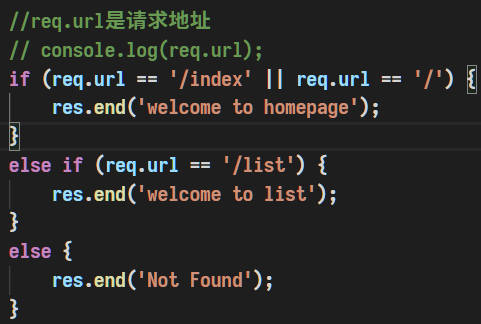 //req.url是请求地址
// console.log(req.url);
if (req.url == '/index' || req.url == '/') {
    res.end('welcome to homepage');
}
else if (req.url == '/list') {
    res.end('welcome to list');
}
else {
    res.end('Not Found');
}